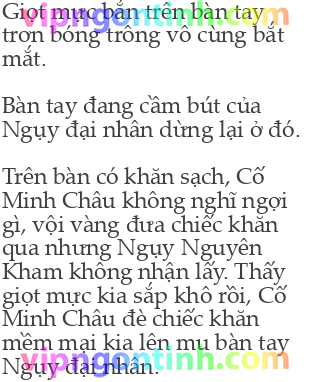 Giọt mực bắn trên bàn tay
vipngontinh.com
trơn bóng trông vô cùng bắt
mắt.
Bàn tay đang cầm bút của
Ngụy đại nhân dừng lại ở đó.
Trên bàn có khăn sạch, Cố
Minh Châu không nghĩ ngợi
gì, vội vàng đưa chiếc khăn
qua nhưng Ngụy Nguyên
Kham không nhận lấy. Thấy
giọt mực kia sắp khô rồi, Cố
Minh Châu đè chiếc khăn
mềm mại kia lên mu bàn tay
Ngụy đại nhân.
vipngontinh.com